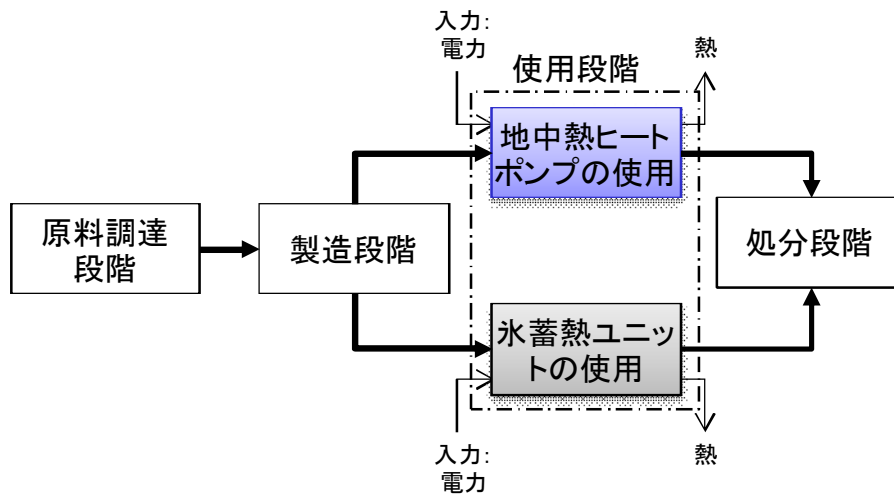 入力:
電力
熱
使用段階
地中熱ヒート
ポンプの使用
原料調達
段階
製造段階
処分段階
氷蓄熱ユニッ
トの使用
入力:
電力
熱